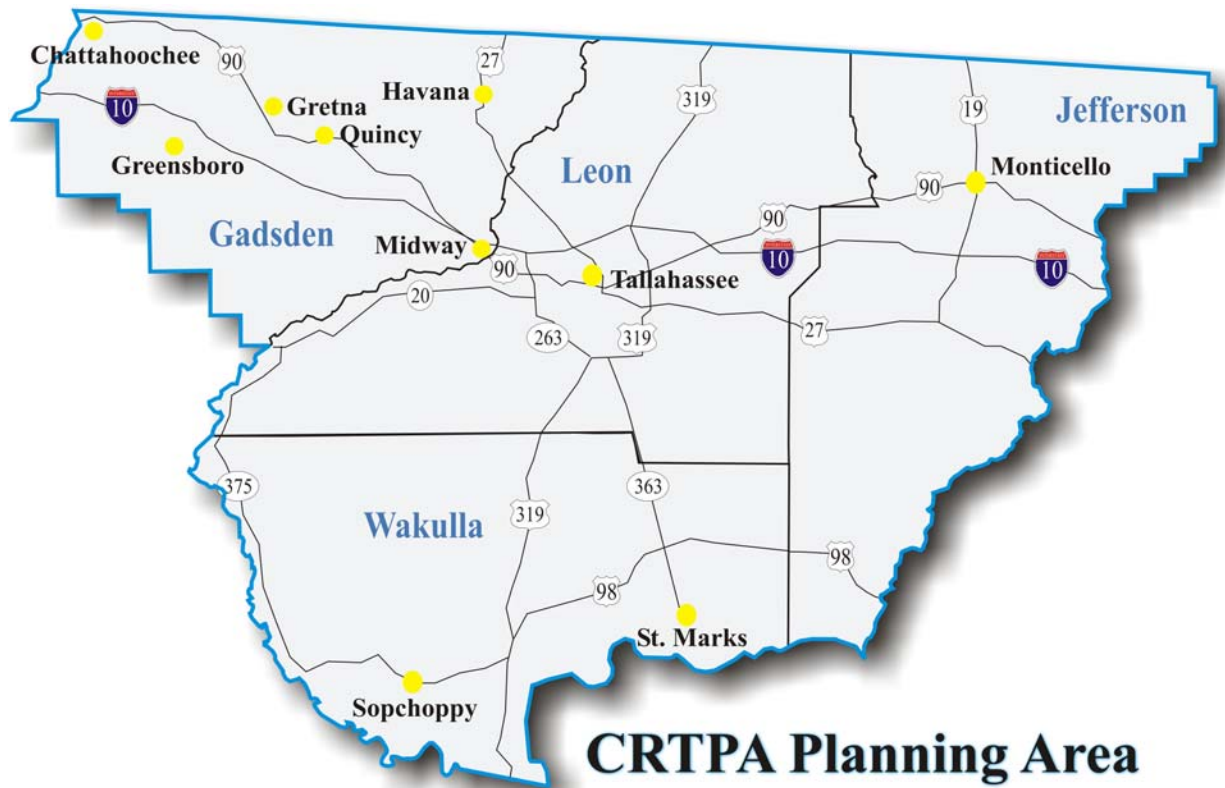 Chattahoochee
90
27
Havana
319
10
Gretna
Quincy
19
Jefferson
Greensboro
Leon
Monticello
90
90
Gadsden
Midway
10
10
90
Tallahassee
20
263
319
27
375
363
Wakulla
319
98
98
St. Marks
Sopchoppy
CRTPA Planning Area